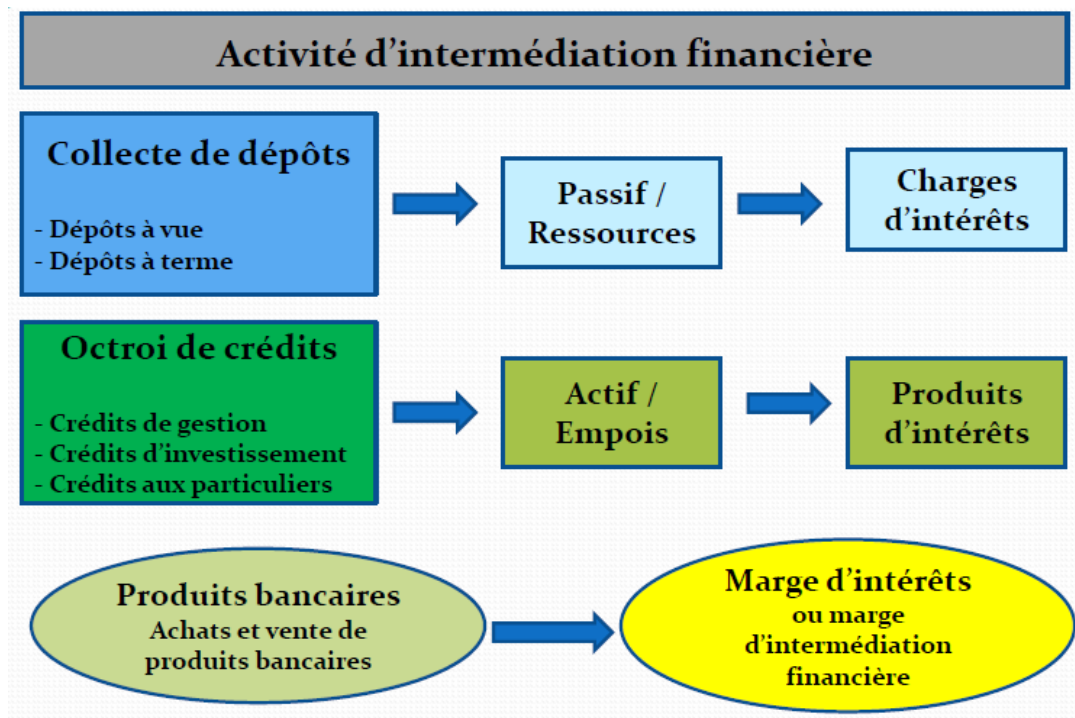 Activité d'intermédiation financière
Collecte de dépôts
- Dépôts à vue
- Dépôts à terme
Passif /
Ressources
Charges
d'intérêts
Octroi de crédits
- Crédits de gestion
- Crédits d'investissement
- Crédits aux particuliers
Actif /
Empois
Produits
d'intérêts
Produits bancaires
Achats et vente de
produits bancaires
Marge d'intérêts
ou marge
d'intermédiation
financière